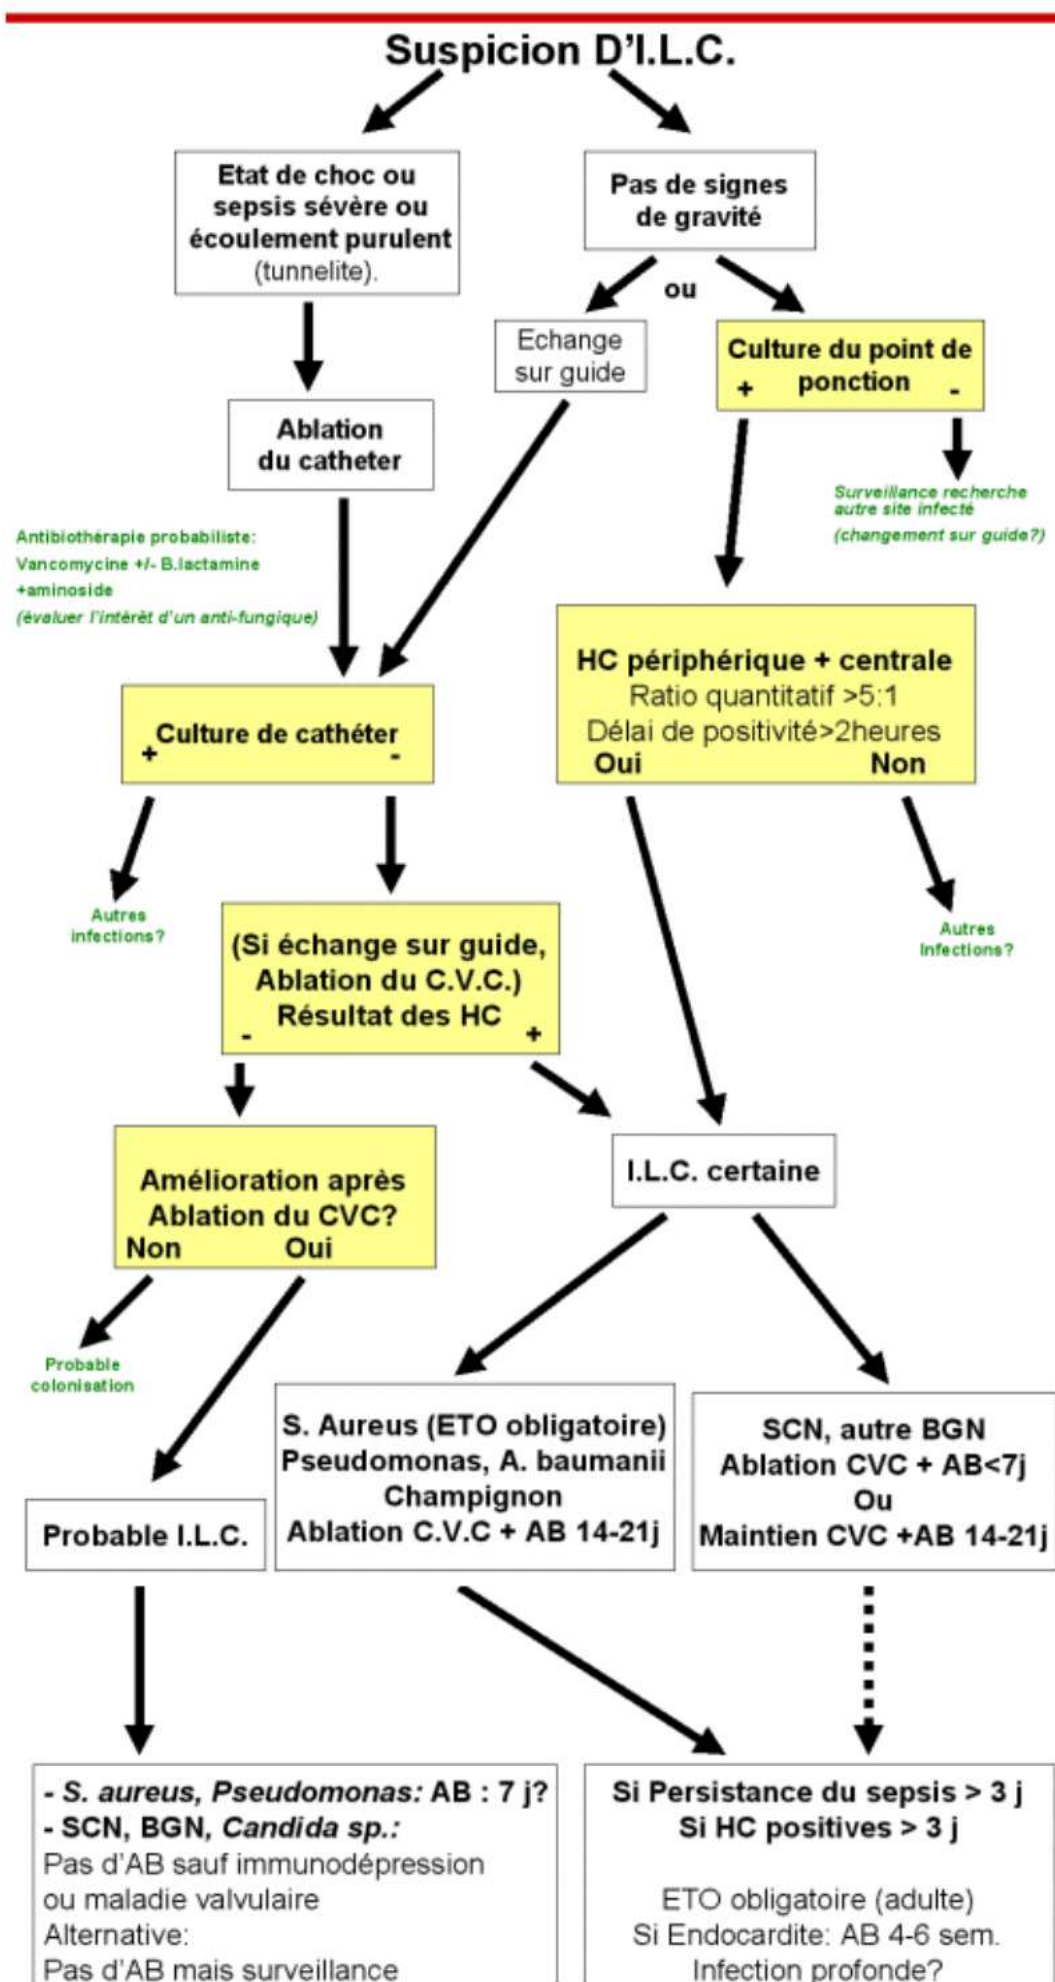 Suspicion D'I.L.C.
Etat de choc ou
sepsis sévère ou
écoulement purulent
(tunnelite).
Pas de signes
de gravité
ou
Echange
sur guide
Culture du point de
+ ponction -
Ablation
du catheter
Surveillance recherche
autre site infecté
(changement sur guide?)
Antibiothérapie probabiliste:
Vancomycine +/- B.lactamine
+aminoside
(évaluer l'intérêt d'un anti-fungique)
HC périphérique + centrale
Ratio quantitatif >5:1
Délai de positivité>2heures
Oui Non
Culture de cathéter
+ -
Autres
infections?
Autres
Infections?
(Si échange sur guide,
Ablation du C.V.C.)
Résultat des HC
- +
Amélioration après
Ablation du CVC?
Non Oui
I.L.C. certaine
Probable
colonisation
S. Aureus (ETO obligatoire)
Pseudomonas, A. baumanii
Champignon
Ablation C.V.C + AB 14-21j
SCN, autre BGN
Ablation CVC + AB<7j
Ou
Maintien CVC +AB 14-21j
Probable I.L.C.
- S. aureus, Pseudomonas: AB : 7 j?
- SCN, BGN, Candida sp.:
Pas d'AB sauf immunodépression
ou maladie valvulaire
Alternative:
Pas d'AB mais surveillance
Si Persistance du sepsis > 3 j
Si HC positives > 3 j
ETO obligatoire (adulte)
Si Endocardite: AB 4-6 sem.
Infection profonde?